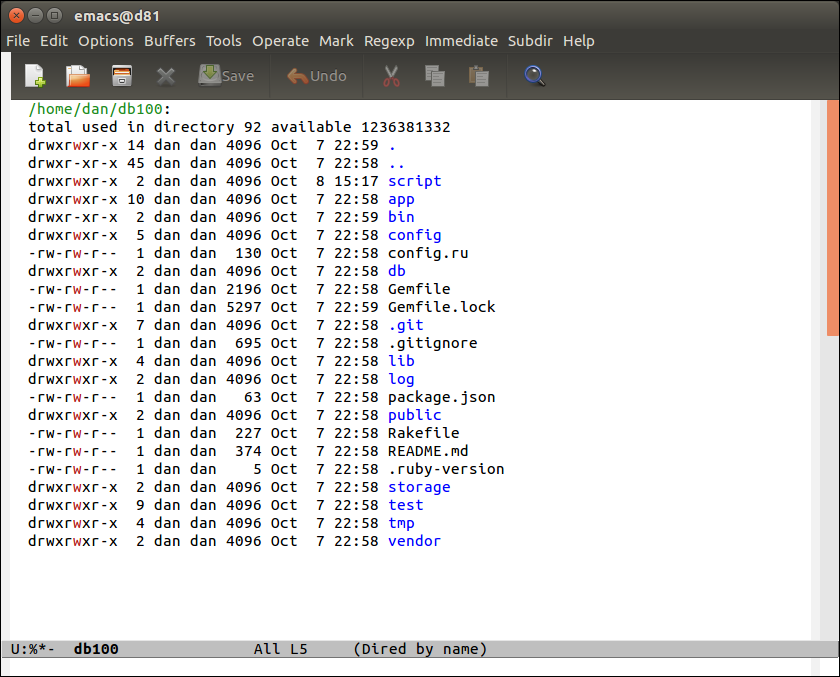 emacs@d81
File Edit Options Buffers Tools Operate Mark Regexp Immediate Subdir Help
Save Undo
/home/dan/db100:
total used in directory 92 available 1236381332
drwxrwxr-x 14 dan dan 4096 Oct  7 22:59 .
drwxr-xr-x 45 dan dan 4096 Oct  7 22:58 ..
drwxrwxr-x  2 dan dan 4096 Oct  8 15:17 script
drwxrwxr-x 10 dan dan 4096 Oct  7 22:58 app
drwxr-xr-x  2 dan dan 4096 Oct  7 22:59 bin
drwxrwxr-x  5 dan dan 4096 Oct  7 22:58 config
-rw-rw-r--  1 dan dan  130 Oct  7 22:58 config.ru
drwxrwxr-x  2 dan dan 4096 Oct  7 22:58 db
-rw-rw-r--  1 dan dan 2196 Oct  7 22:58 Gemfile
-rw-rw-r--  1 dan dan 5297 Oct  7 22:59 Gemfile.lock
drwxrwxr-x  7 dan dan 4096 Oct  7 22:58 .git
-rw-rw-r--  1 dan dan  695 Oct  7 22:58 .gitignore
drwxrwxr-x  4 dan dan 4096 Oct  7 22:58 lib
drwxrwxr-x  2 dan dan 4096 Oct  7 22:58 log
-rw-rw-r--  1 dan dan   63 Oct  7 22:58 package.json
drwxrwxr-x  2 dan dan 4096 Oct  7 22:58 public
-rw-rw-r--  1 dan dan  227 Oct  7 22:58 Rakefile
-rw-rw-r--  1 dan dan  374 Oct  7 22:58 README.md
-rw-rw-r--  1 dan dan    5 Oct  7 22:58 .ruby-version
drwxrwxr-x  2 dan dan 4096 Oct  7 22:58 storage
drwxrwxr-x  9 dan dan 4096 Oct  7 22:58 test
drwxrwxr-x  4 dan dan 4096 Oct  7 22:58 tmp
drwxrwxr-x  2 dan dan 4096 Oct  7 22:58 vendor
U:%*-  db100               All L5     (Dired by name)